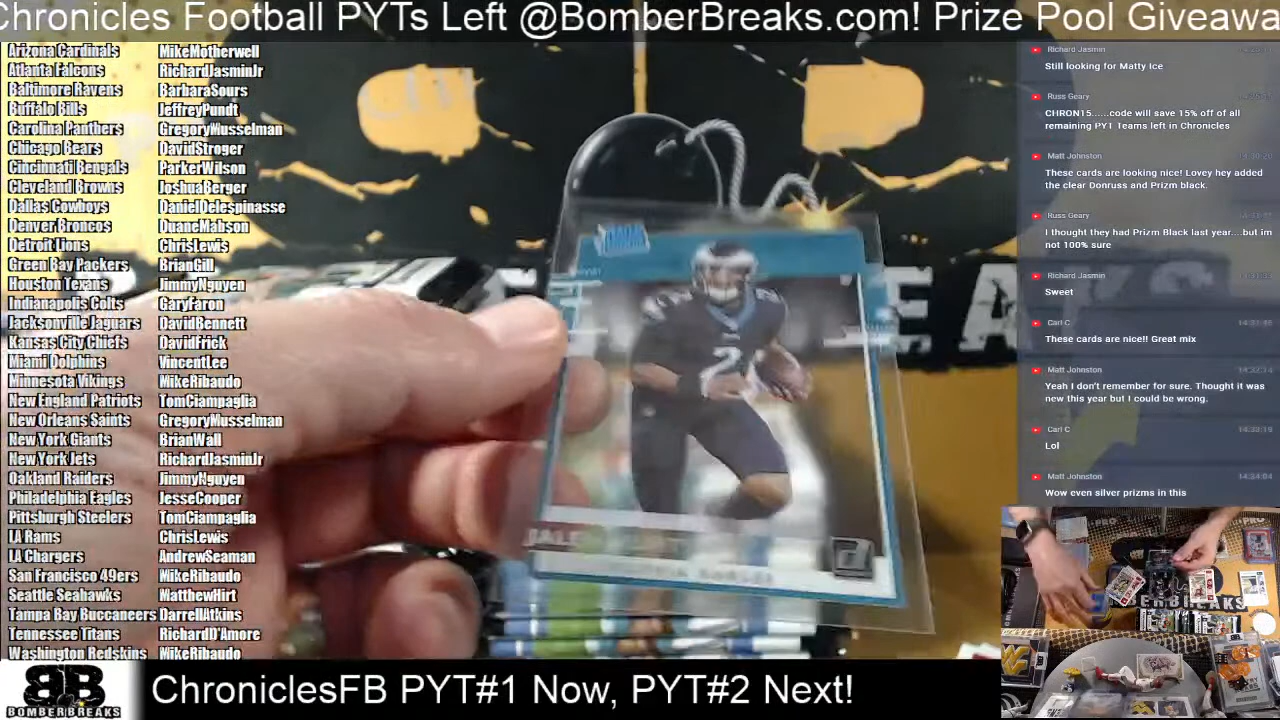 Chronicles Football PYTs Left @BomberBreaks.com! Prize Pool Giveawa
Arizona Cardinals MikeMotherwell
Atlanta Falcons RichardJasminJr
Baltimore Ravens BarbaraSours
Buffalo Bills JeffreyPundt
Carolina Panthers GregoryMusselman
Chicago Bears DavidStroger
Cincinnati Bengals ParkerWilson
Cleveland Browns JoshuaBerger
Dallas Cowboys DanielDelespinasse
Denver Broncos DuaneMabson
Detroit Lions ChrisLewis
Green Bay Packers BrianGill
Houston Texans JimmyNguyen
Indianapolis Colts GaryFaron
Jacksonville Jaguars DavidBennett
Kansas City Chiefs DavidFrick
Miami Dolphins VincentLee
Minnesota Vikings MikeRibaudo
New England Patriots TomCiampaglia
New Orleans Saints GregoryMusselman
New York Giants BrianWall
New York Jets RichardJasminJr
Oakland Raiders JimmyNguyen
Philadelphia Eagles JesseCooper
Pittsburgh Steelers TomCiampaglia
LA Rams ChrisLewis
LA Chargers AndrewSeaman
San Francisco 49ers MikeRibaudo
Seattle Seahawks MatthewHirt
Tampa Bay Buccaneers DarrellAtkins
Tennessee Titans RichardD'Amore
Washington Redskins MikeRibaudo
Richard Jasmin
Still looking for Matty Ice
Russ Geary
CHRON15......code will save 15% off of all
remaining PYT Teams left in Chronicles
Matt Johnston
These cards are looking nice! Lovey hey added
the clear Donruss and Prizm black.
Russ Geary
I thought they had Prizm Black last year....but im
not 100% sure
Richard Jasmin
Sweet
Carl C
These cards are nice!! Great mix
Matt Johnston
Yeah I don't remember for sure. Thought it was
new this year but I could be wrong.
Carl C
Lol
Matt Johnston 14:34:04
Wow even silver prizms in this
BB
BOMBERBREAKS
ChroniclesFB PYT#1 Now, PYT#2 Next!